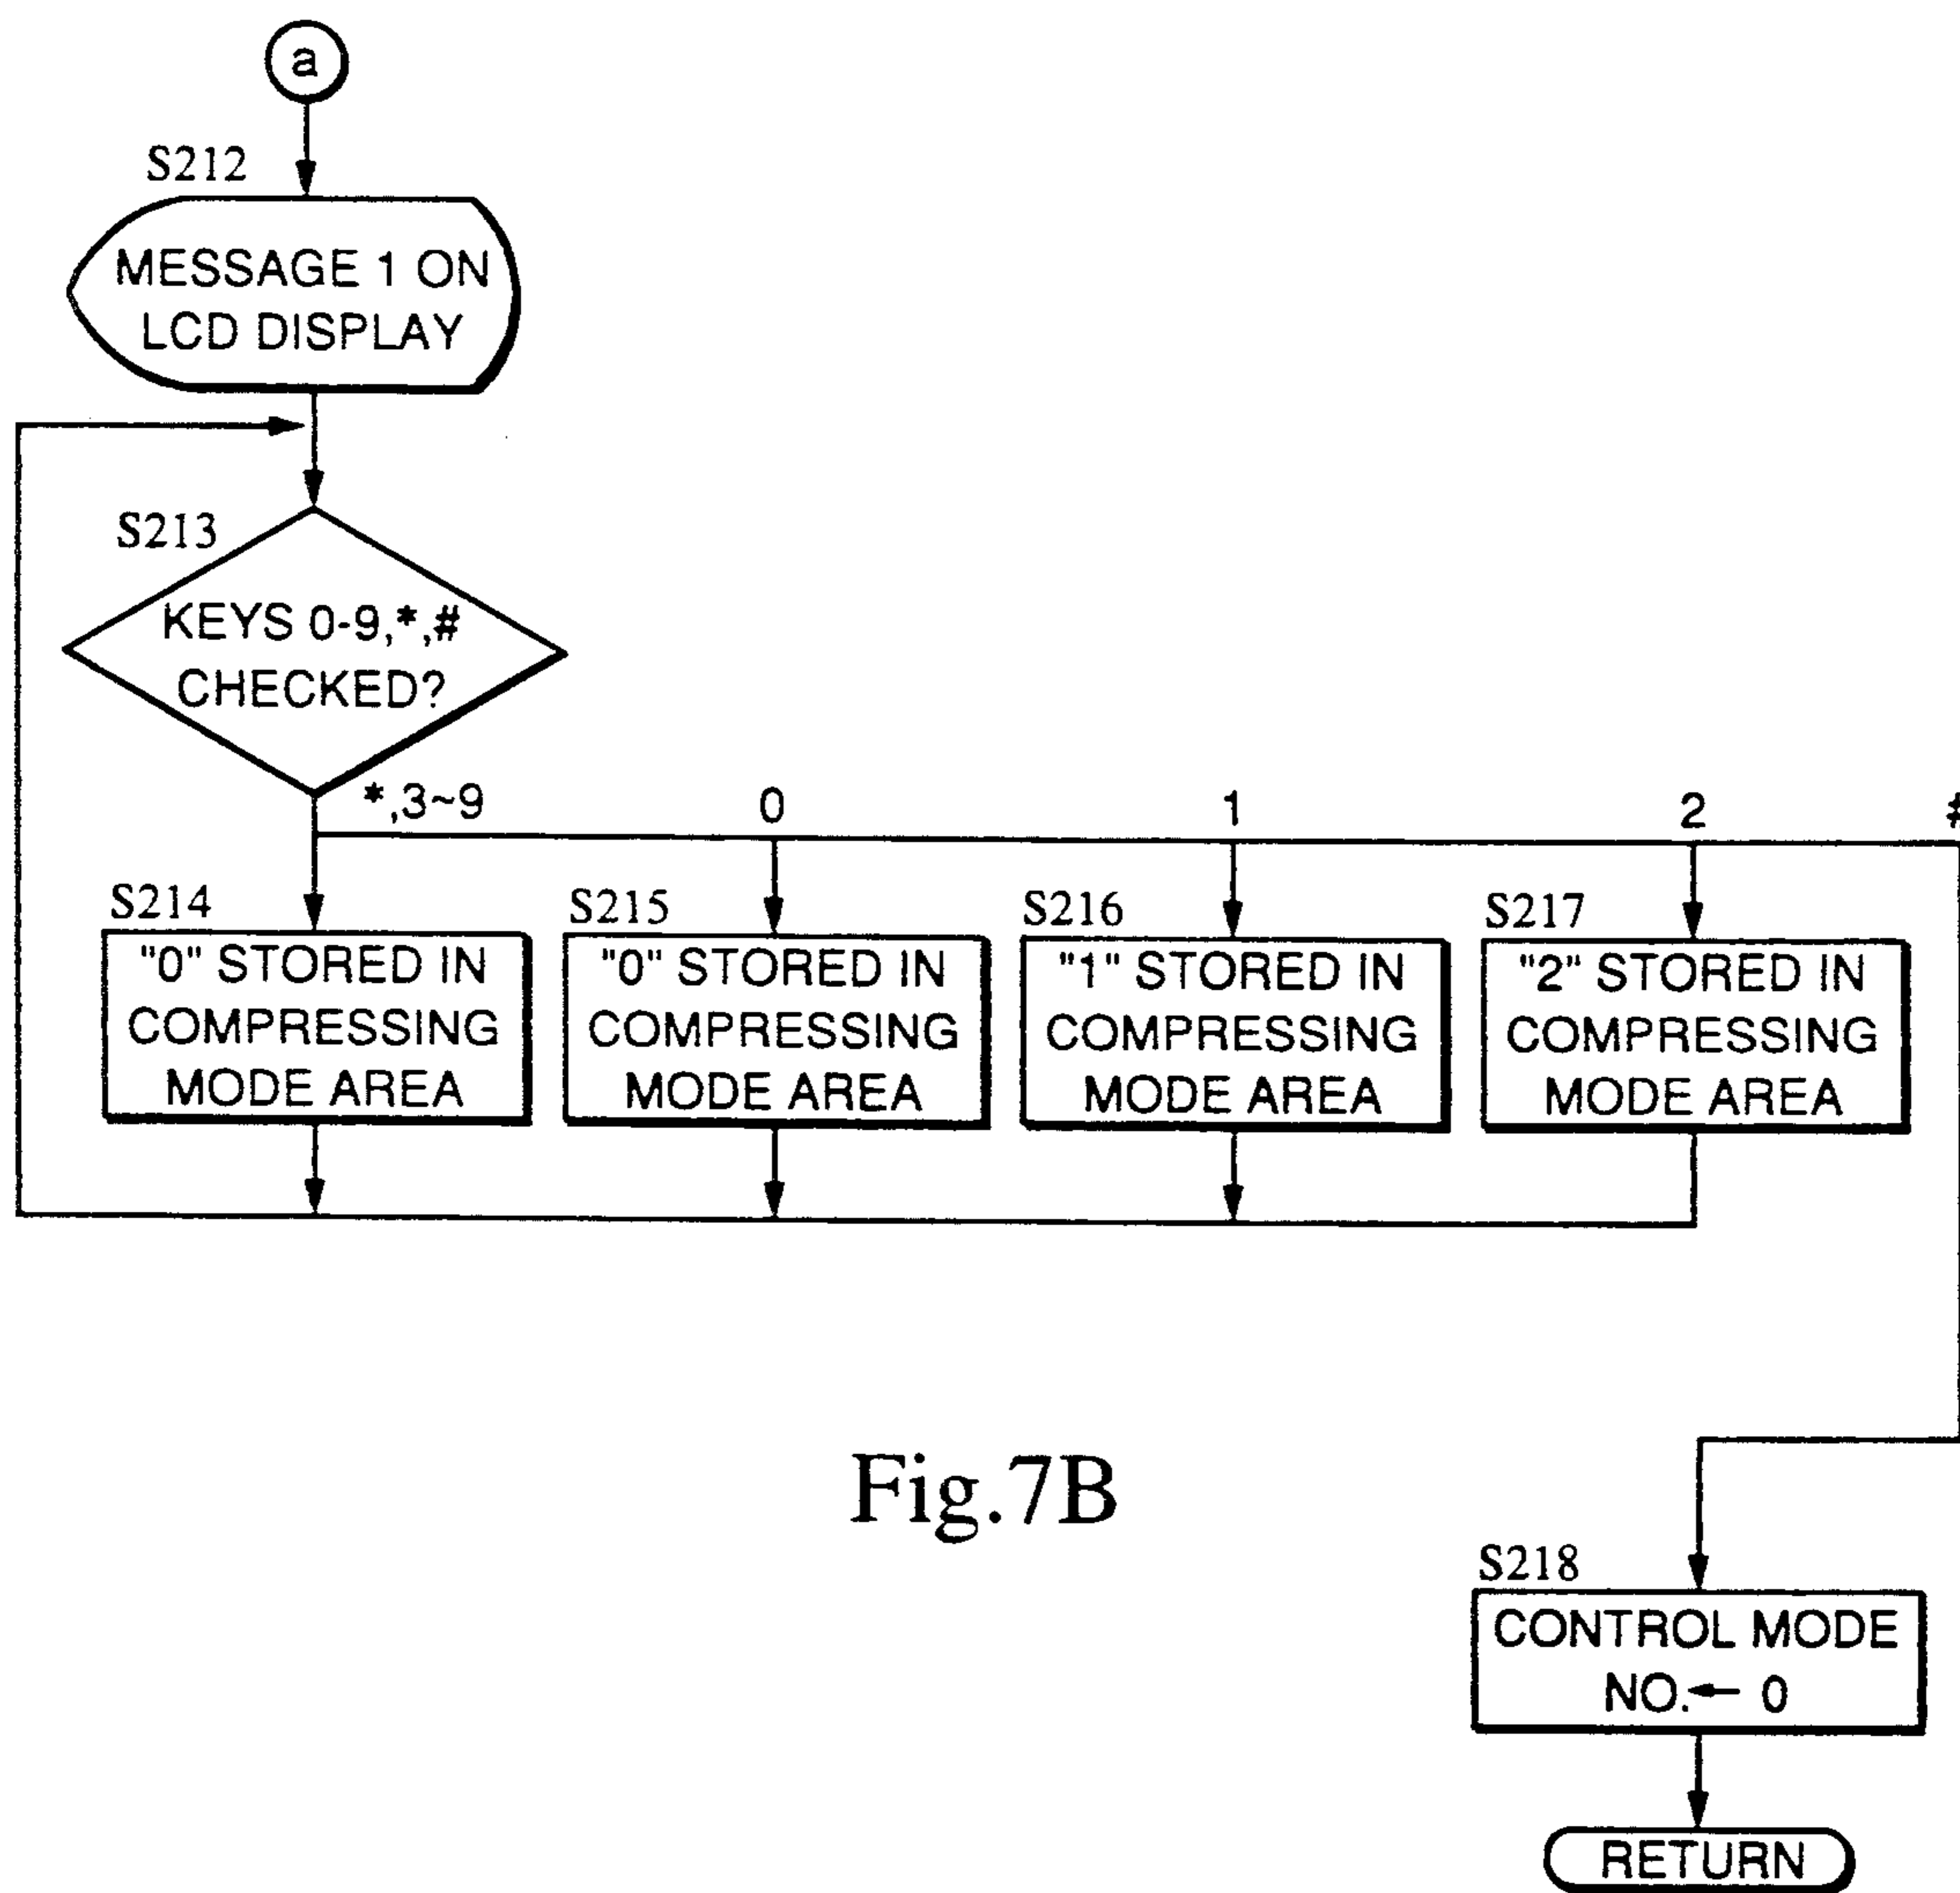 a
S212
MESSAGE 1 ON
LCD DISPLAY
S213
KEYS 0-9,*,#
CHECKED?
*,3~9
0
1
2
#
S214
"0" STORED IN
COMPRESSING
MODE AREA
S215
"0" STORED IN
COMPRESSING
MODE AREA
S216
"1" STORED IN
COMPRESSING
MODE AREA
S217
"2" STORED IN
COMPRESSING
MODE AREA
Fig.7B
S218
CONTROL MODE
NO.← 0
RETURN